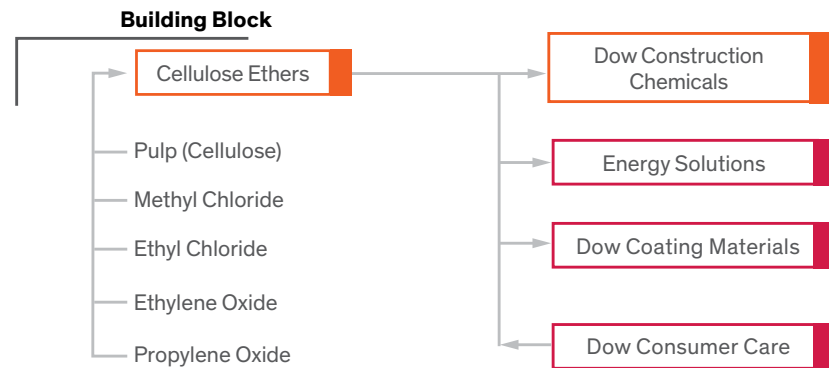 Building Block
Cellulose Ethers
Pulp (Cellulose)
Methyl Chloride
Ethyl Chloride
Ethylene Oxide
Propylene Oxide
Dow Construction
Chemicals
Energy Solutions
Dow Coating Materials
Dow Consumer Care